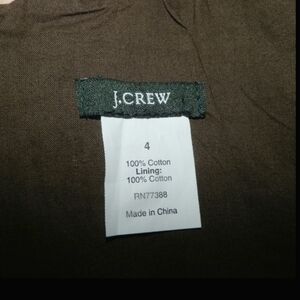 J.CREW
4
100% Cotton
Lining:
100% Cotton
RN77388
Made in China